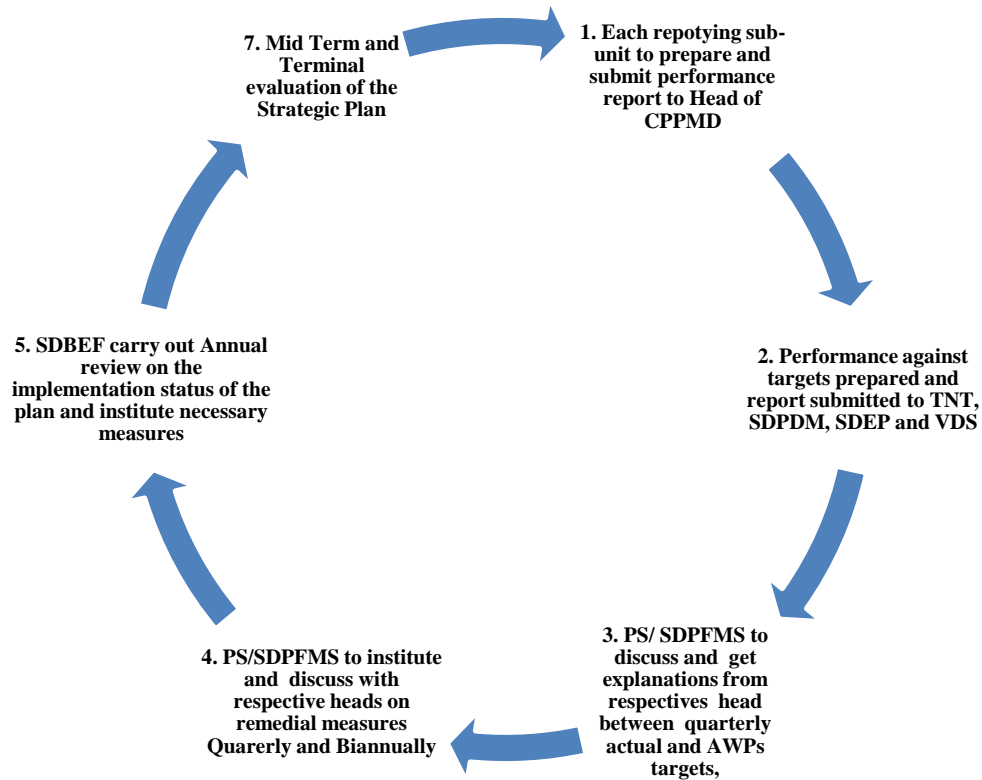 1. Each repotying sub-
unit to prepare and
submit performance
report to Head of
CPPMD
2. Performance against
targets prepared and
report submitted to TNT,
SDPDM, SDEP and VDS
3. PS/ SDPFMS to
discuss and get
explanations from
respectives head
between quarterly
actual and AWPs
targets,
4. PS/SDPFMS to institute
and discuss with
respective heads on
remedial measures
Quarerly and Biannually
5. SDBEF carry out Annual
review on the
implementation status of the
plan and institute necessary
measures
7. Mid Term and
Terminal
evaluation of the
Strategic Plan